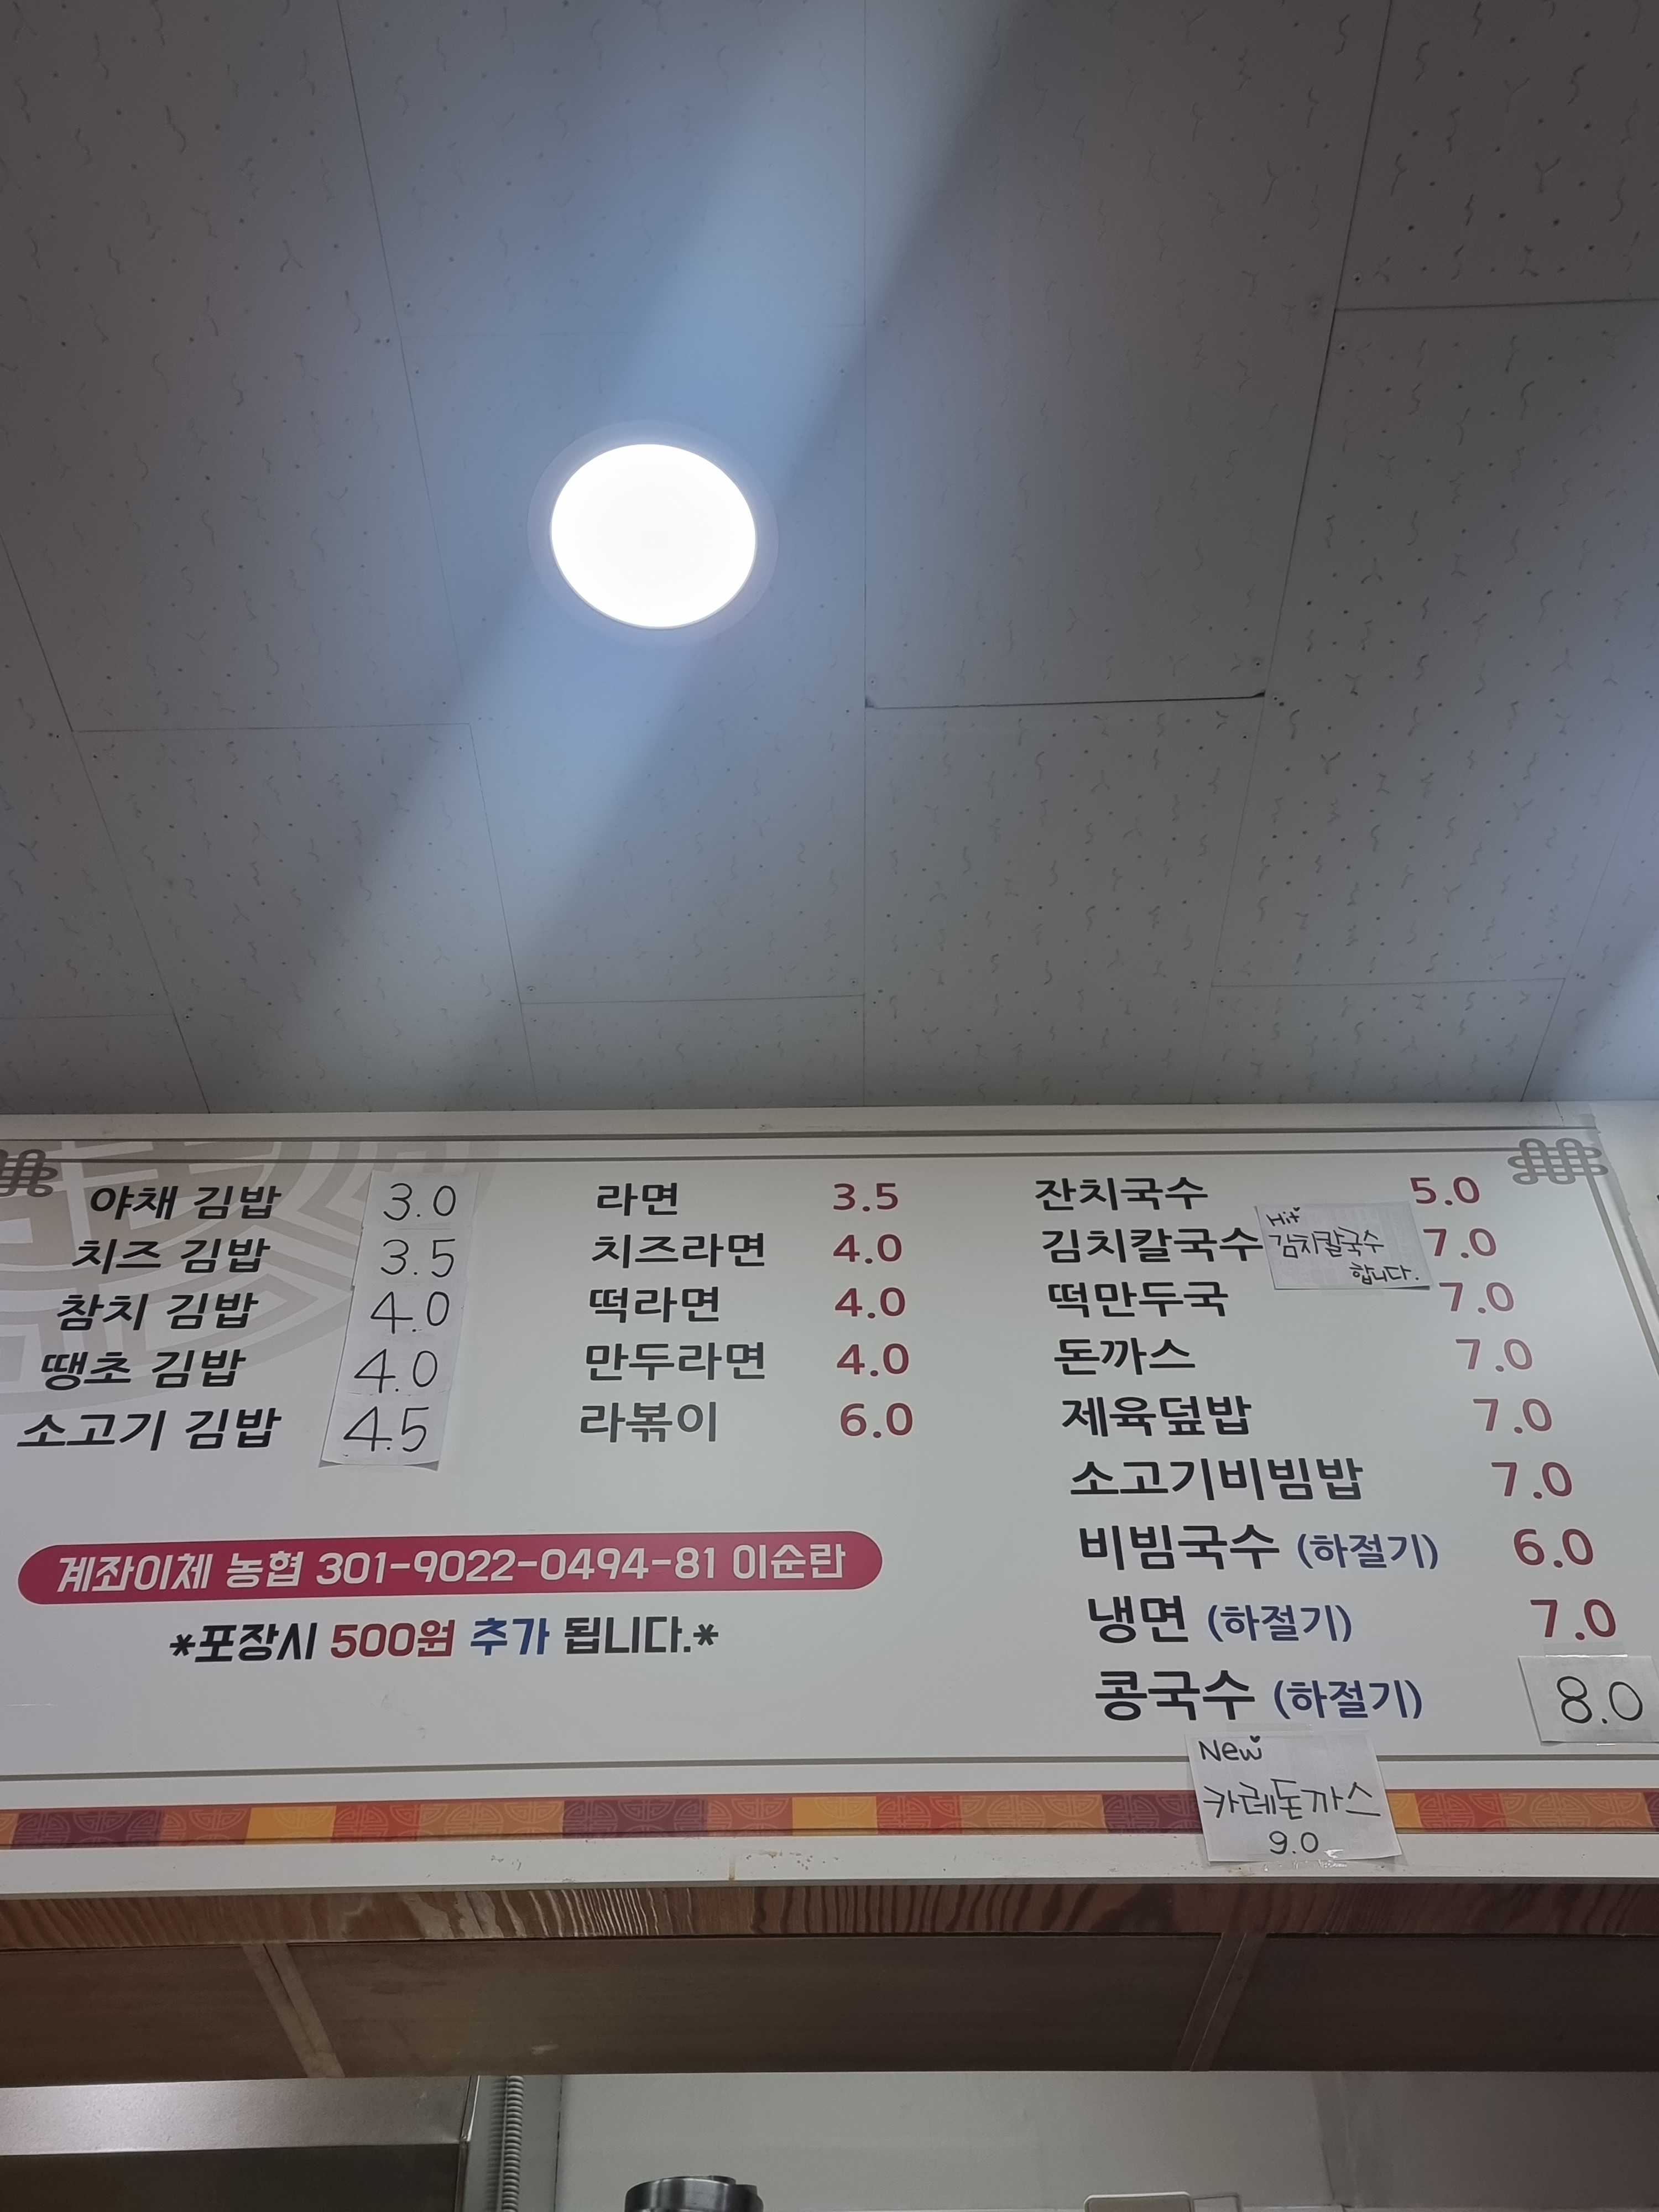 야채 김밥 3.0
치즈 김밥 3.5
참치 김밥 4.0
땡초 김밥 4.0
소고기 김밥 4.5
라면 3.5
치즈라면 4.0
떡라면 4.0
만두라면 4.0
라볶이 6.0
잔치국수 5.0
김치칼국수 7.0
Hit
김치칼국수
합니다.
떡만두국 7.0
돈까스 7.0
제육덮밥 7.0
소고기비빔밥 7.0
비빔국수 (하절기) 6.0
냉면 (하절기) 7.0
콩국수 (하절기) 8.0
New
카레돈까스
9.0
계좌이체 농협 301-9022-0494-81 이순란
*포장시 500원 추가 됩니다.*